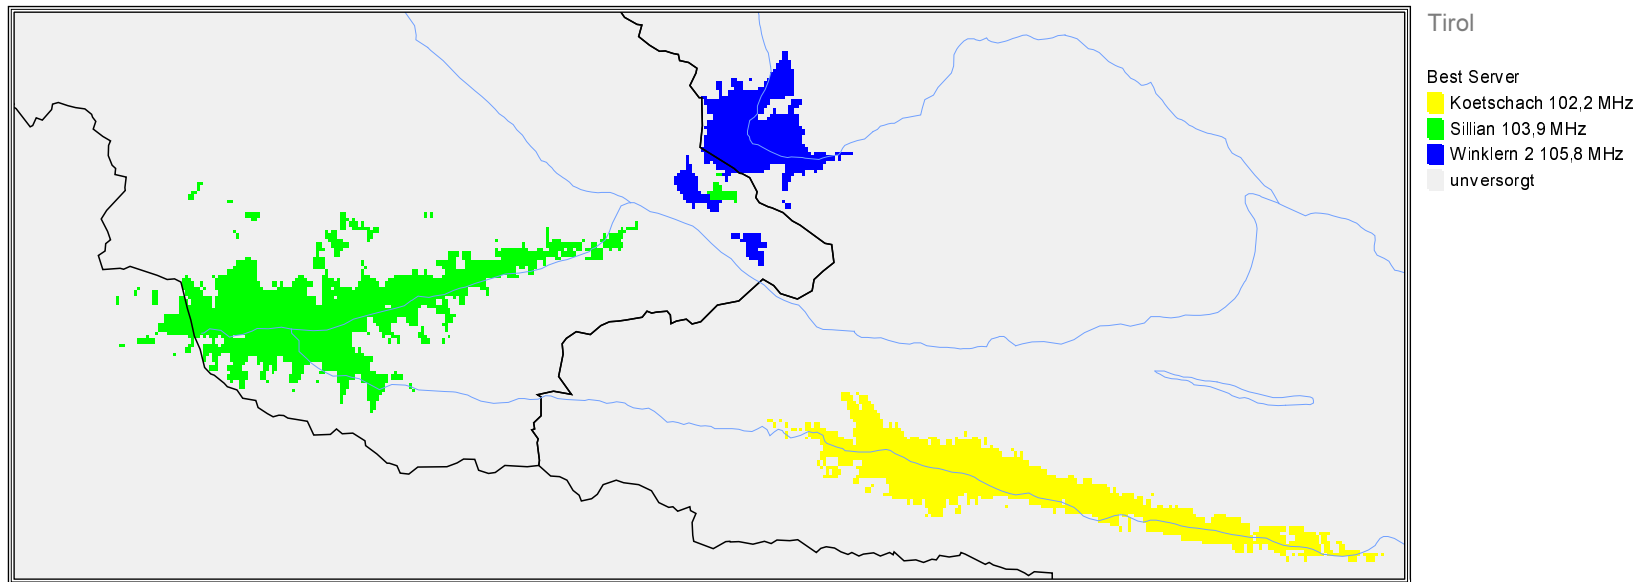 Tirol
Best Server
Koetschach 102,2 MHz
Sillian 103,9 MHz
Winklern 2 105,8 MHz
unversorgt